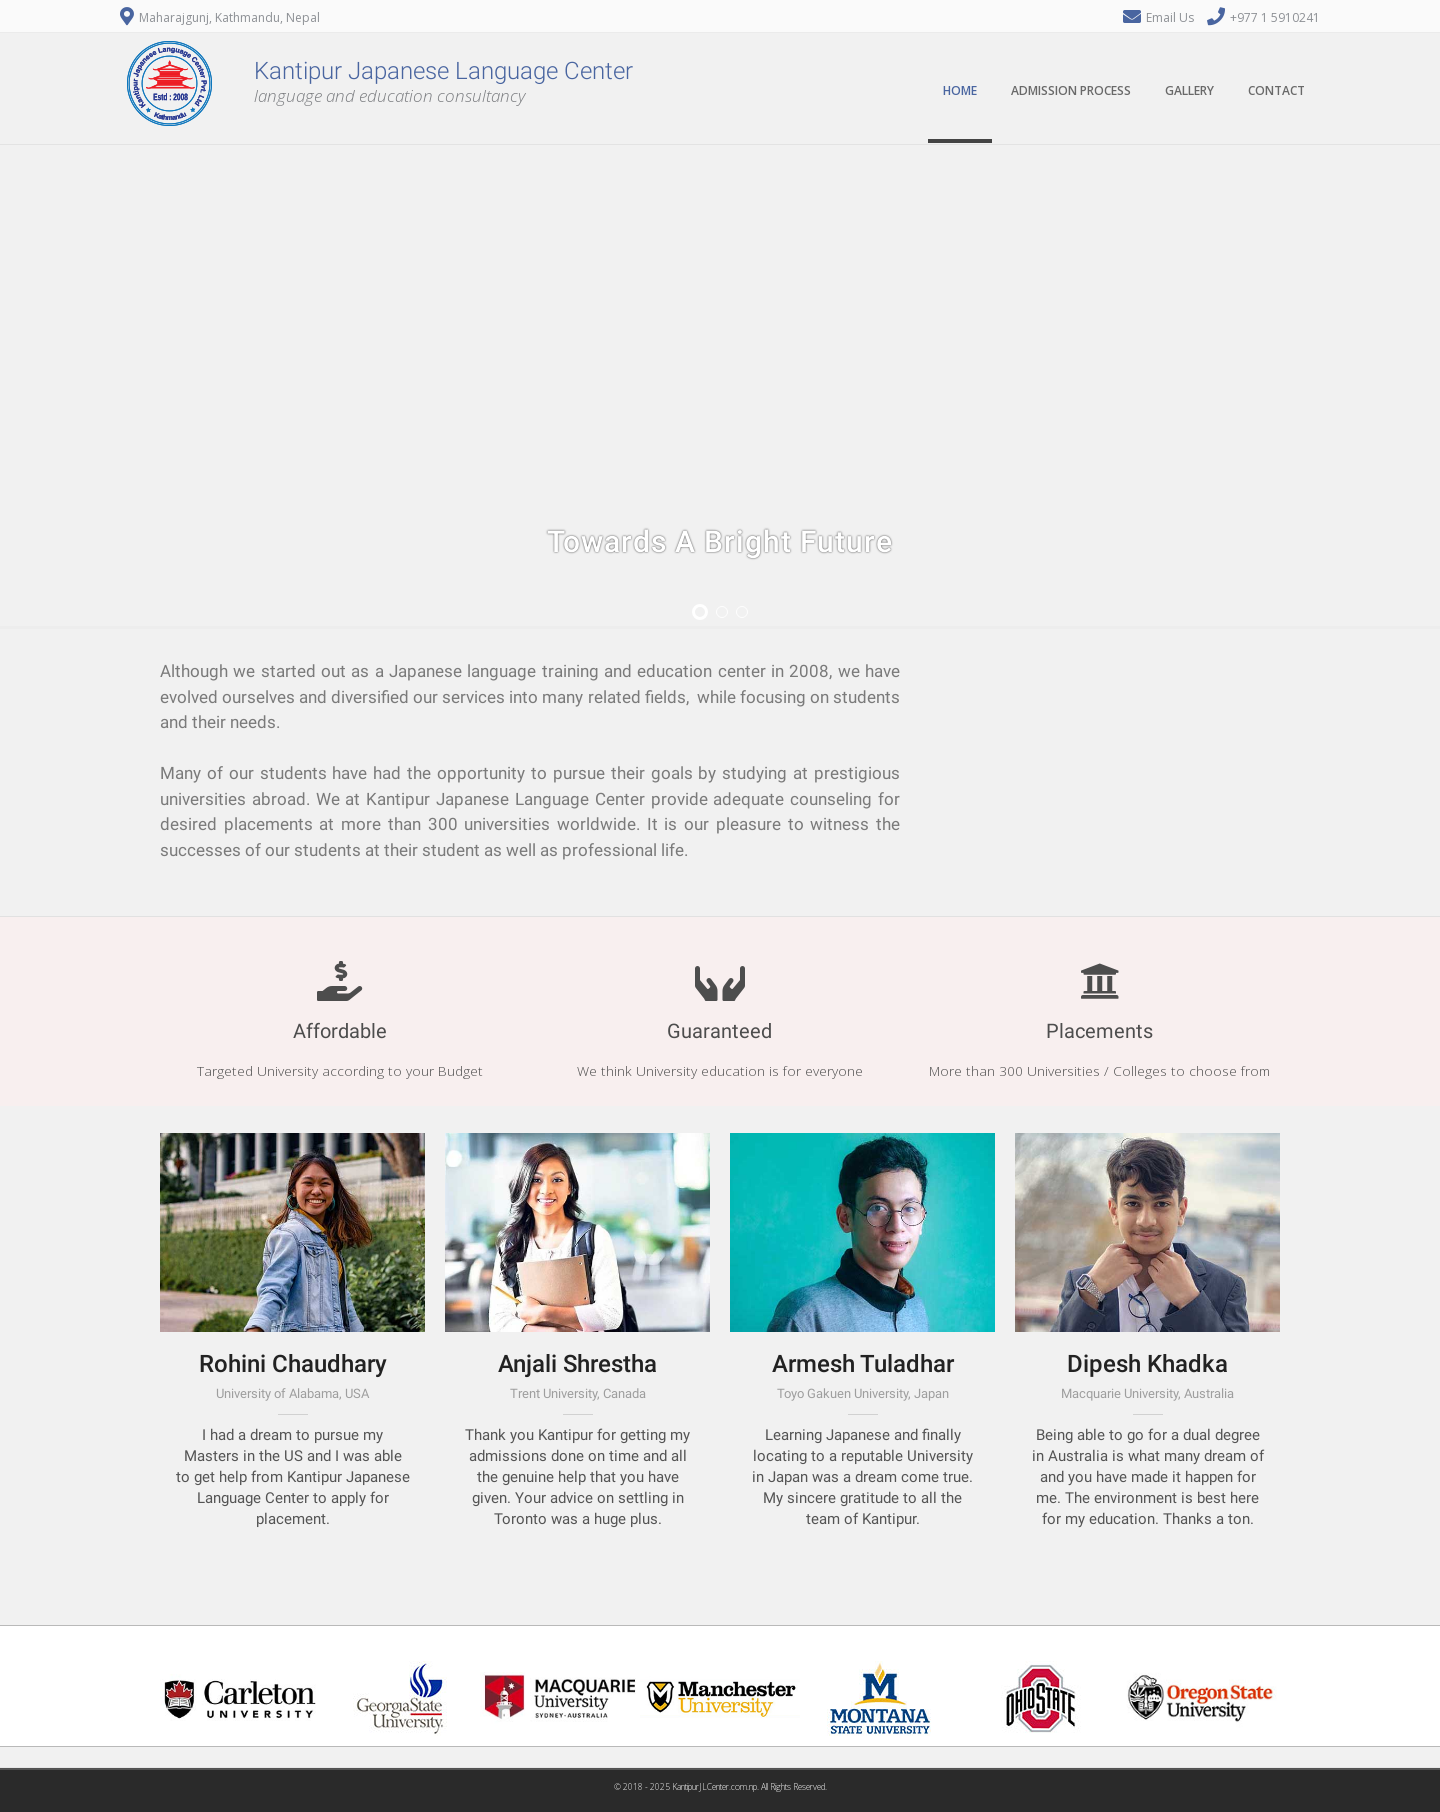 Maharajgunj, Kathmandu, Nepal
Email Us
+977 1 5910241
Kantipur Japanese Language Center Pvt. Ltd
Estd : 2008
Kathmandu
Kantipur Japanese Language Center
language and education consultancy
HOME
ADMISSION PROCESS
GALLERY
CONTACT
Towards A Bright Future
Although we started out as a Japanese language training and education center in 2008, we have
evolved ourselves and diversified our services into many related fields, while focusing on students
and their needs.
Many of our students have had the opportunity to pursue their goals by studying at prestigious
universities abroad. We at Kantipur Japanese Language Center provide adequate counseling for
desired placements at more than 300 universities worldwide. It is our pleasure to witness the
successes of our students at their student as well as professional life.
Affordable
Targeted University according to your Budget
Guaranteed
We think University education is for everyone
Placements
More than 300 Universities / Colleges to choose from
Rohini Chaudhary
University of Alabama, USA
I had a dream to pursue my
Masters in the US and I was able
to get help from Kantipur Japanese
Language Center to apply for
placement.
Anjali Shrestha
Trent University, Canada
Thank you Kantipur for getting my
admissions done on time and all
the genuine help that you have
given. Your advice on settling in
Toronto was a huge plus.
Armesh Tuladhar
Toyo Gakuen University, Japan
Learning Japanese and finally
locating to a reputable University
in Japan was a dream come true.
My sincere gratitude to all the
team of Kantipur.
Dipesh Khadka
Macquarie University, Australia
Being able to go for a dual degree
in Australia is what many dream of
and you have made it happen for
me. The environment is best here
for my education. Thanks a ton.
Carleton
UNIVERSITY
GeorgiaState
University
MACQUARIE
University
SYDNEY-AUSTRALIA
Manchester
University
M
MONTANA
STATE UNIVERSITY
OHIO STATE
Oregon State
University
© 2018 - 2025 KantipurJLCenter.com.np. All Rights Reserved.